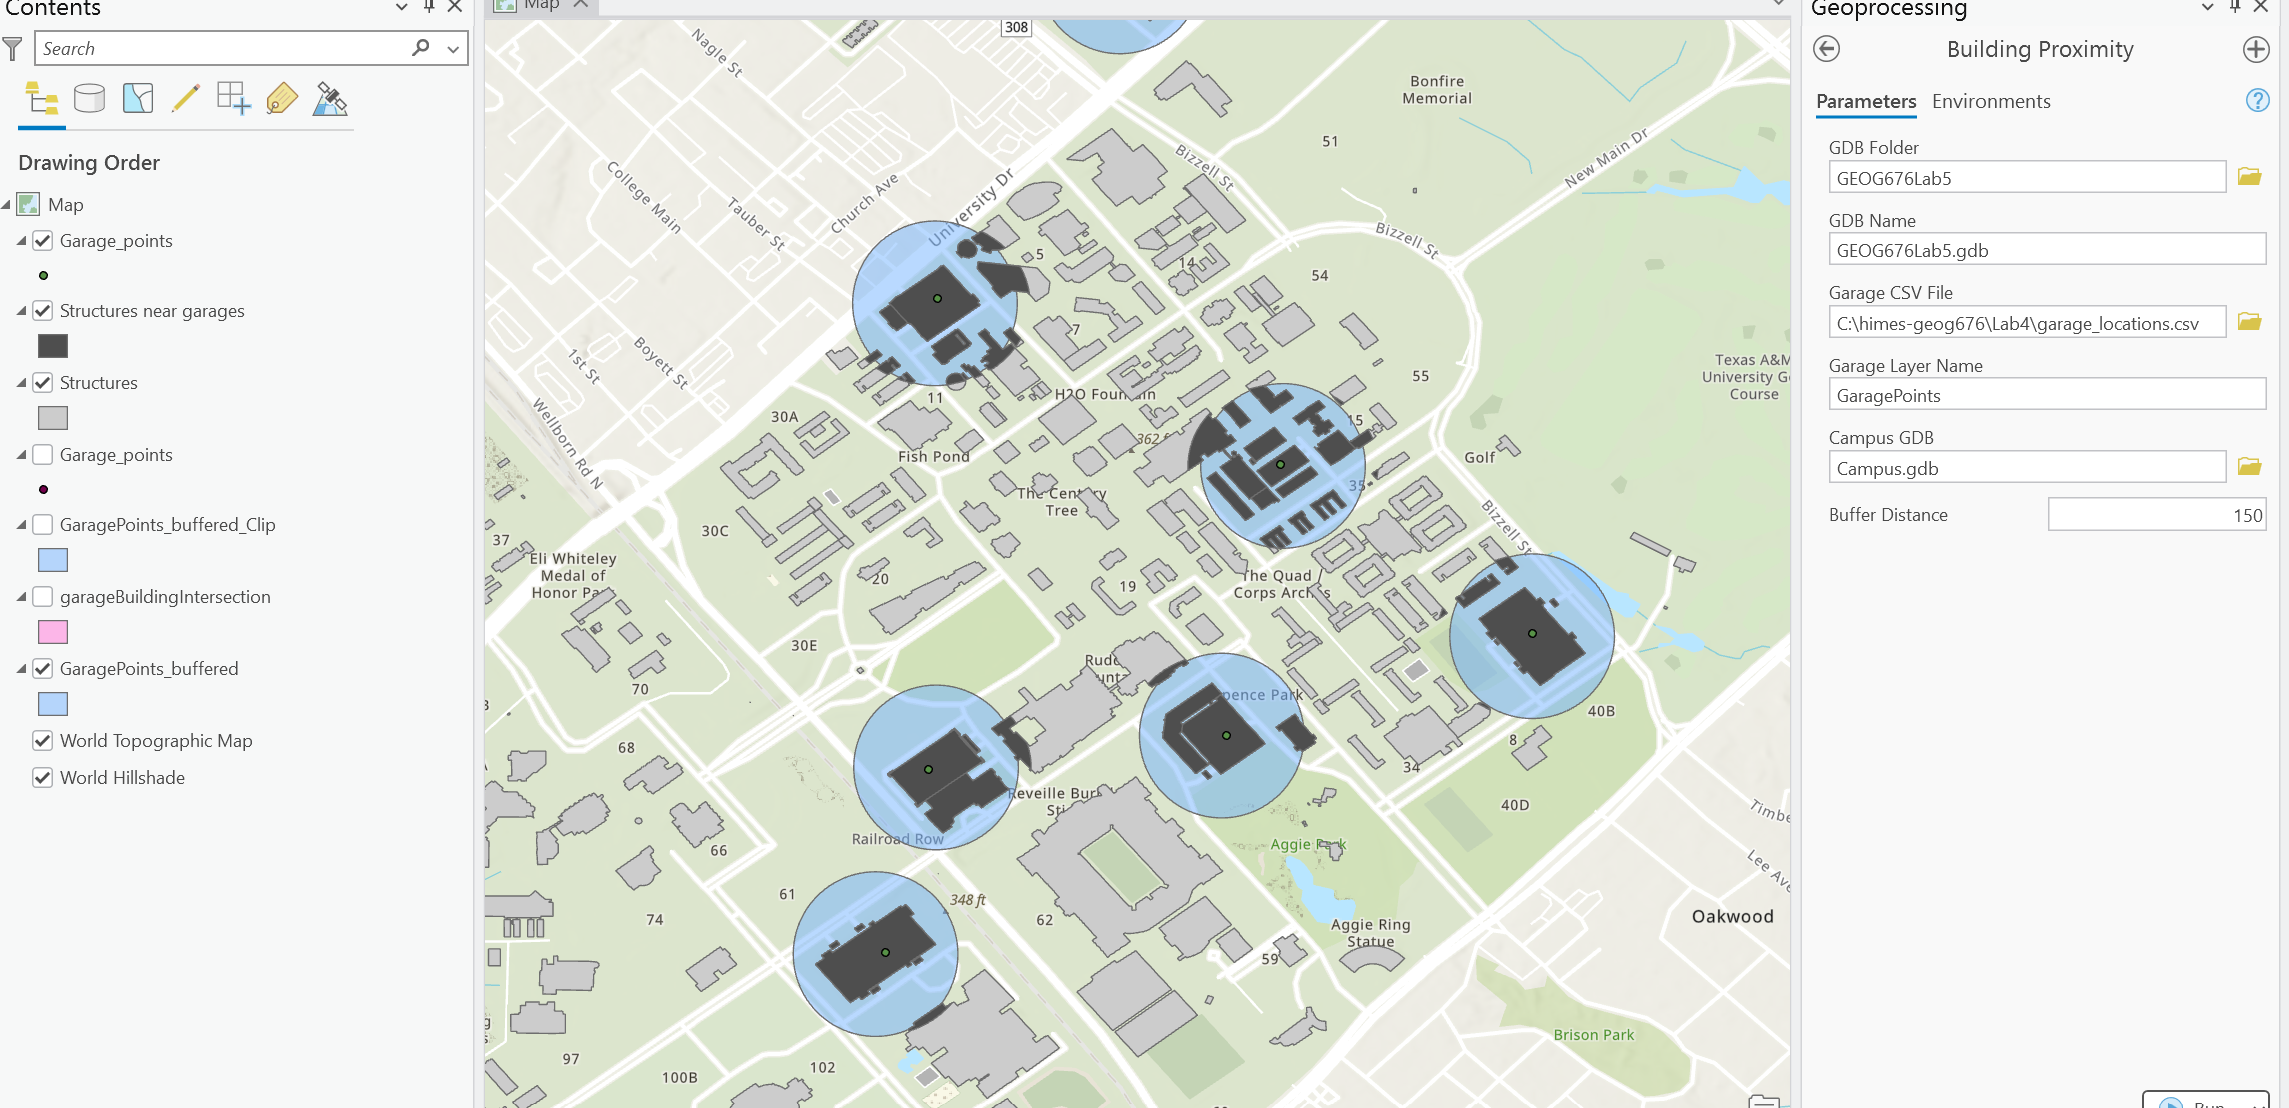 Contents
Search
Drawing Order
Map
Garage_points
Structures near garages
Structures
Garage_points
GaragePoints_buffered_Clip
garageBuildingIntersection
GaragePoints_buffered
World Topographic Map
World Hillshade
Map
308
Nagle St
College Main
Tauber St
Church Ave
University Dr
1st St
Boyett St
Wellborn Rd N
Bizzell St
Bonfire
Memorial
51
New Main Dr
Bizzell St
5
14
54
7
55
Texas A&M
University Go
Course
11
H2O Fountain
30A
15
362 f
Fish Pond
Golf
35
The Century
Tree
30C
37
Bizzell St
Eli Whiteley
Medal of
Honor Pa
20
19
The Quad /
Corps Arches
30E
Rude
unta
pence Park
70
40B
68
8
34
Reveille Bur
Sti
40D
Timbe
Railroad Row
66
Aggie Park
Lee Ave
61
348 ft
74
62
Aggie Ring
Statue
Oakwood
59
Brison Park
97
100B
102
Geoprocessing
Building Proximity
Parameters
Environments
GDB Folder
GEOG676Lab5
GDB Name
GEOG676Lab5.gdb
Garage CSV File
C:\himes-geog676\Lab4\garage_locations.csv
Garage Layer Name
GaragePoints
Campus GDB
Campus.gdb
Buffer Distance
150
Run